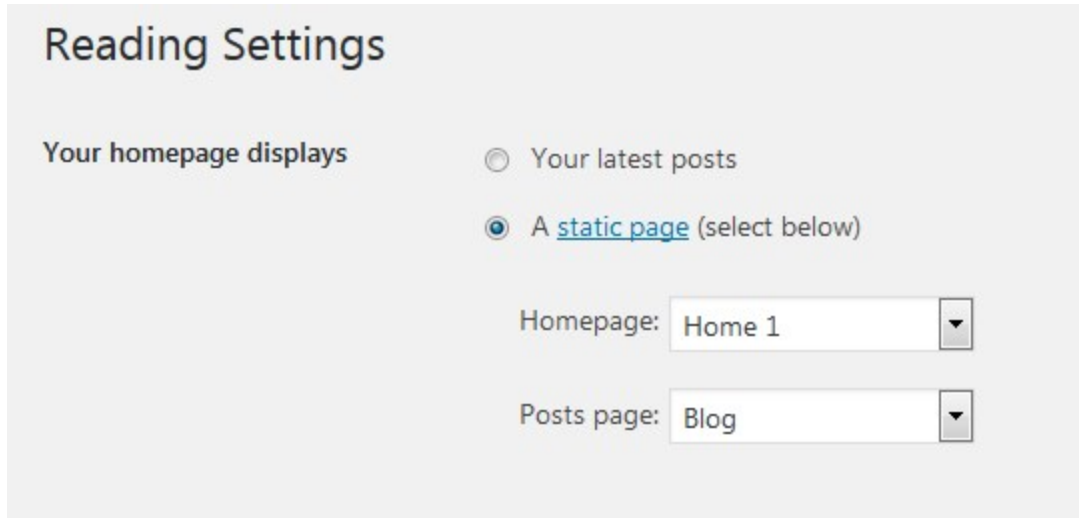 Reading Settings
Your homepage displays
Your latest posts
A static page (select below)
Homepage: Home 1
Posts page: Blog